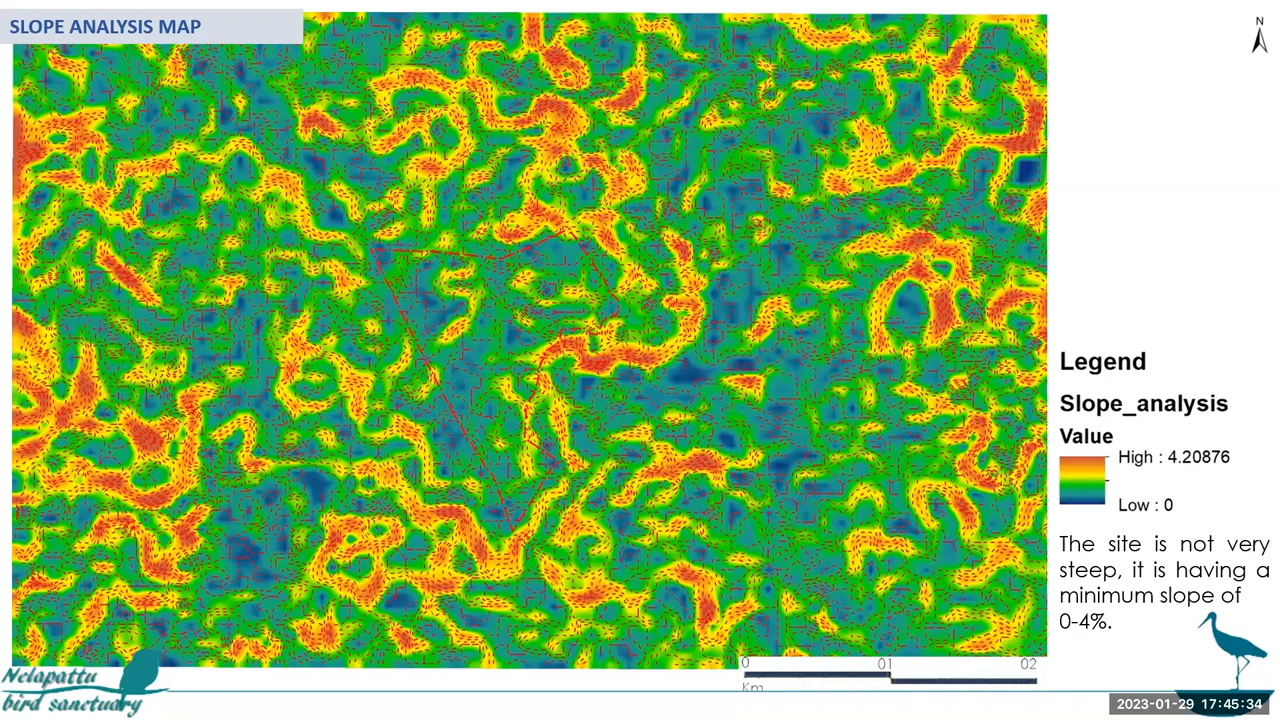 SLOPE ANALYSIS MAP
N
Legend
Slope_analysis
Value
High : 4.20876
Low : 0
The site is not very
steep, it is having a
minimum slope of
0-4%.
0 01 02
Km
Nelapattu
bird sanctuary
2023-01-29 17:45:34